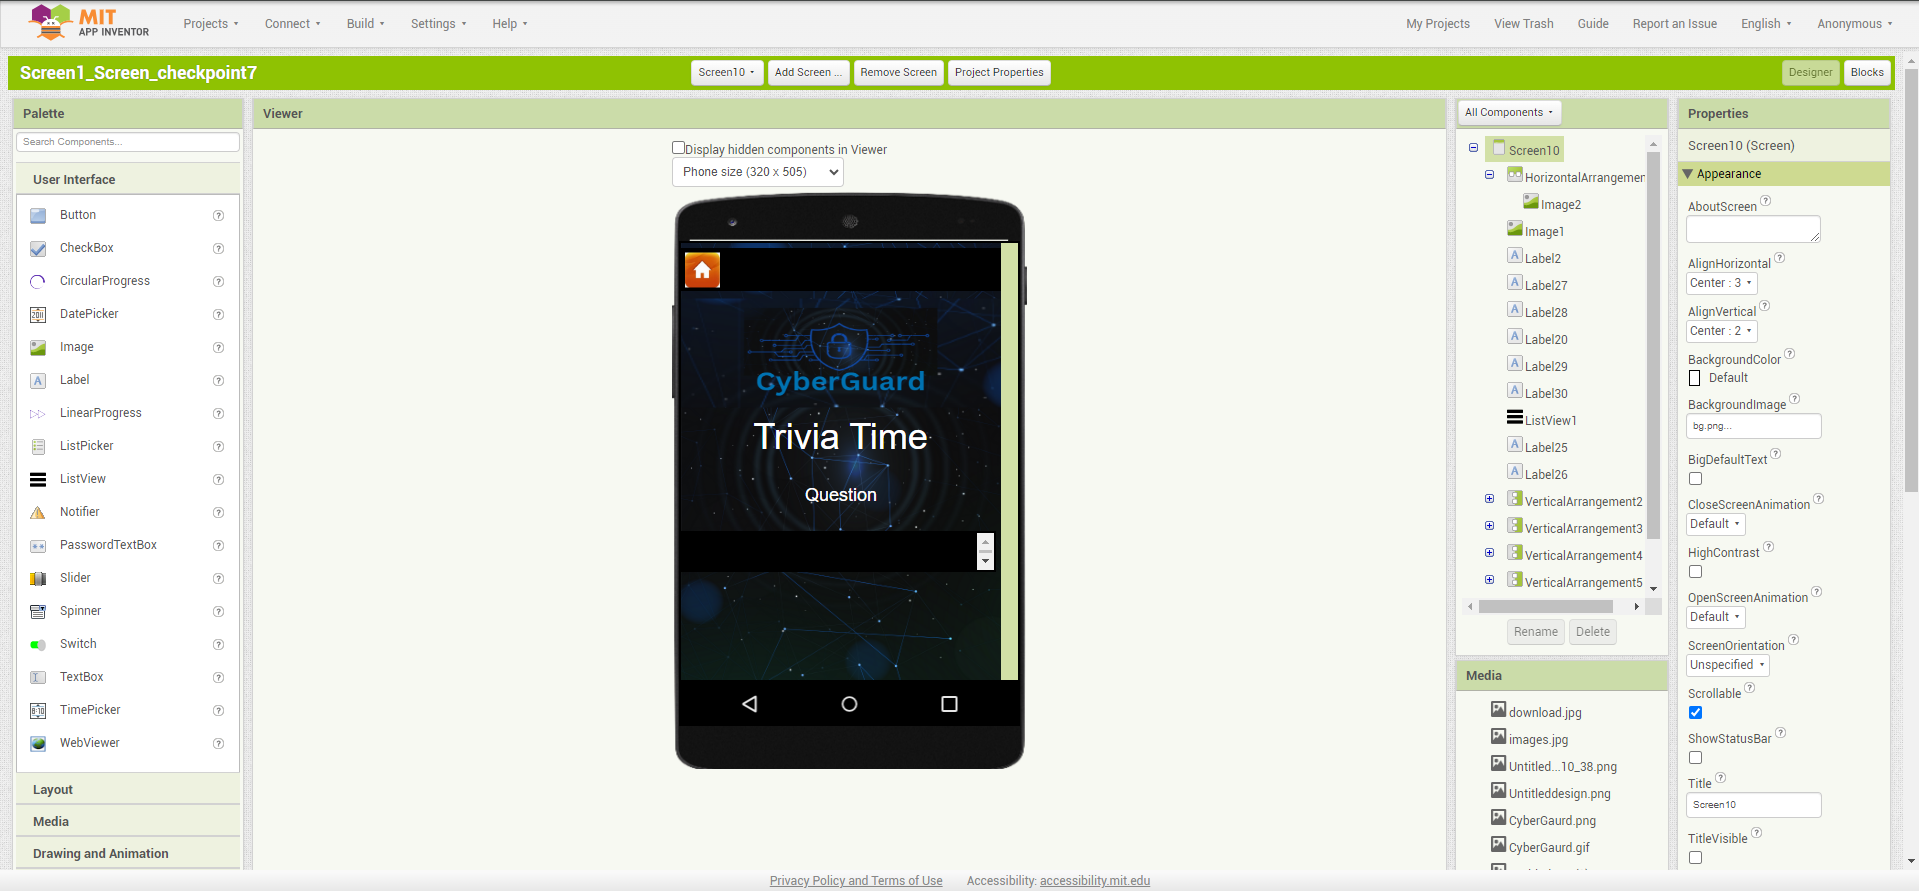 MIT
APP INVENTOR
Projects Connect Build Settings Help My Projects View Trash Guide Report an Issue English Anonymous
Screen1_Screen_checkpoint7 Screen10 Add Screen ... Remove Screen Project Properties Designer Blocks
Palette
Search Components...
User Interface
Button ?
CheckBox ?
CircularProgress ?
DatePicker ?
Image ?
Label ?
LinearProgress ?
ListPicker ?
ListView ?
Notifier ?
PasswordTextBox ?
Slider ?
Spinner ?
Switch ?
TextBox ?
TimePicker ?
WebViewer ?
Layout
Media
Drawing and Animation
Viewer
Display hidden components in Viewer
Phone size (320 x 505)
CyberGuard
Trivia Time
Question
All Components
Screen10
HorizontalArrangemen
Image2
Image1
Label2
Label27
Label28
Label20
Label29
Label30
ListView1
Label25
Label26
VerticalArrangement2
VerticalArrangement3
VerticalArrangement4
VerticalArrangement5
Rename Delete
Media
download.jpg
images.jpg
Untitled...10_38.png
Untitleddesign.png
CyberGaurd.png
CyberGaurd.gif
Properties
Screen10 (Screen)
Appearance
AboutScreen ?
AlignHorizontal ?
Center : 3
AlignVertical ?
Center : 2
BackgroundColor ?
Default
BackgroundImage ?
bg.png...
BigDefaultText ?
CloseScreenAnimation ?
Default
HighContrast ?
OpenScreenAnimation ?
Default
ScreenOrientation ?
Unspecified
Scrollable ?
ShowStatusBar ?
Title ?
Screen10
TitleVisible ?
Privacy Policy and Terms of Use Accessibility: accessibility.mit.edu